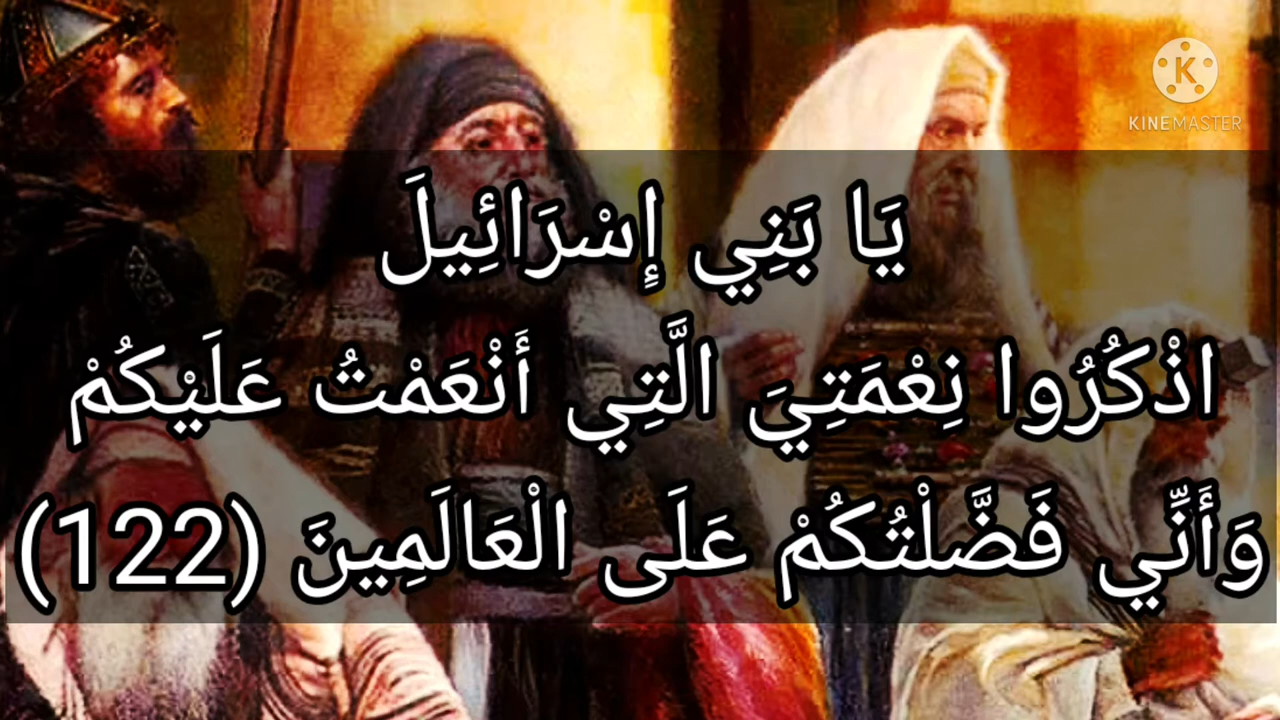 KINEMASTER
يَا بَنِي إِسْرَائِيلَ
اذْكُرُوا نِعْمَتِيَ الَّتِي أَنْعَمْتُ عَلَيْكُمْ
وَأَنِّي فَضَّلْتُكُمْ عَلَى الْعَالَمِينَ (122)